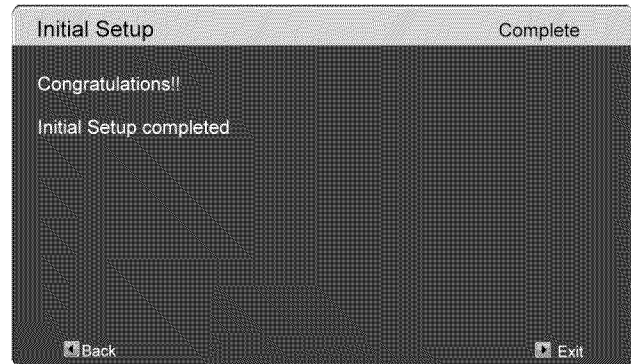 Initial Setup Complete
Congratulations!!
Initial Setup completed
Back Exit